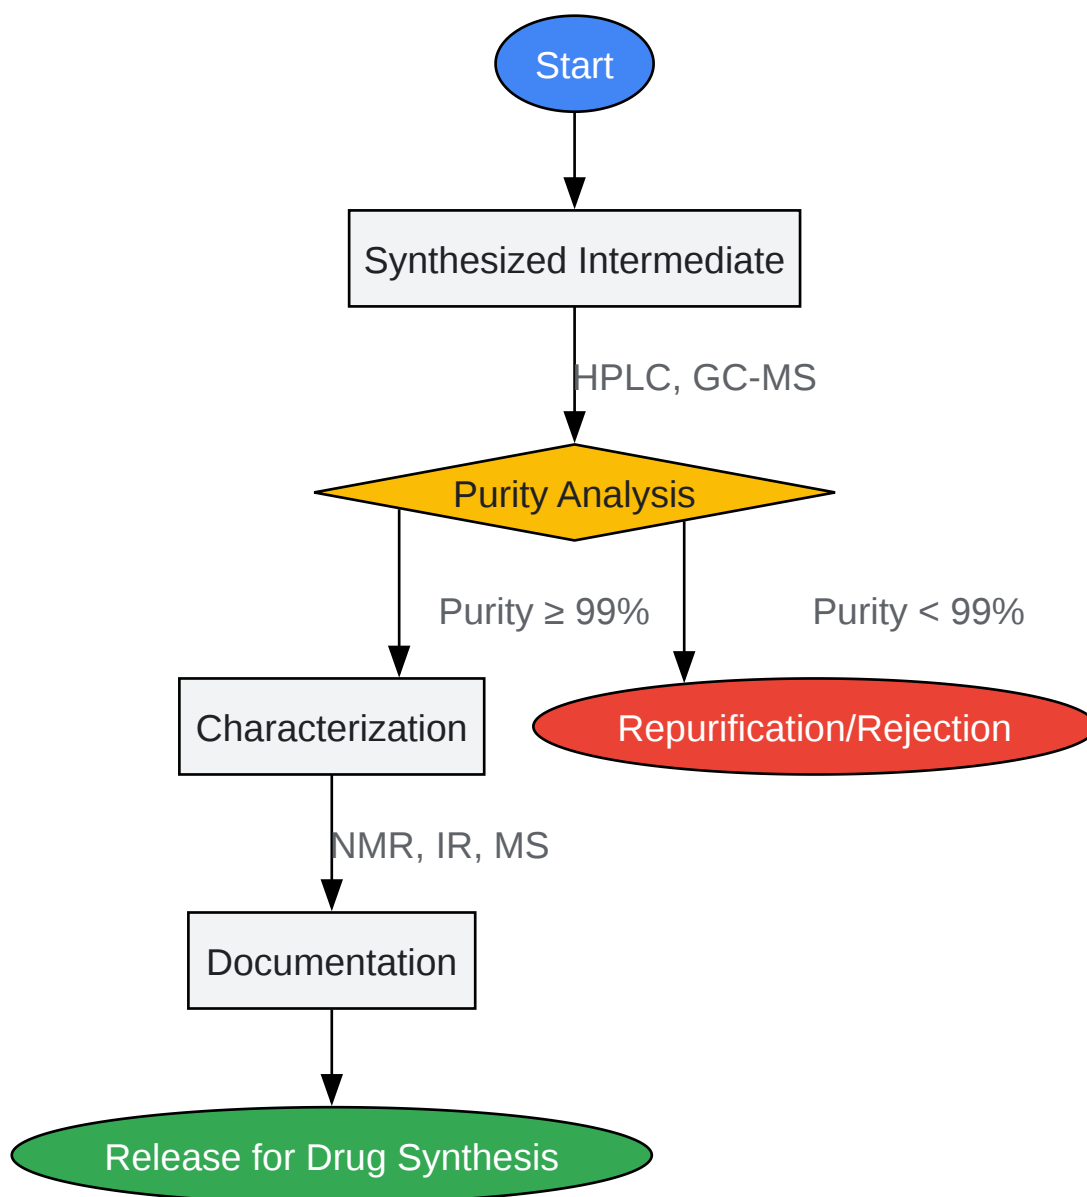 Start
Synthesized Intermediate
HPLC, GC-MS
Purity Analysis
Purity ≥ 99%
Purity < 99%
Characterization
Repurification/Rejection
NMR, IR, MS
Documentation
Release for Drug Synthesis